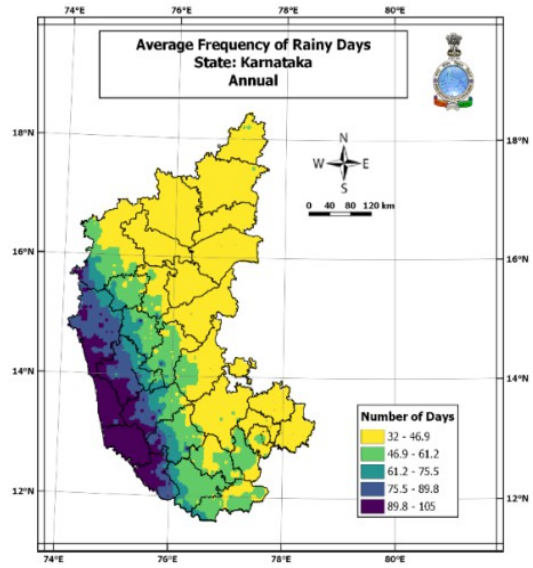 74°E 76°E 78°E 80°E
Average Frequency of Rainy Days
State: Karnataka
Annual
18°N 18°N
N
W E
S
0 40 80 120 km
16°N 16°N
14°N 14°N
Number of Days
32 - 46.9
46.9 - 61.2
61.2 - 75.5
75.5 - 89.8
89.8 - 105
12°N 12°N
74°E 76°E 78°E 80°E